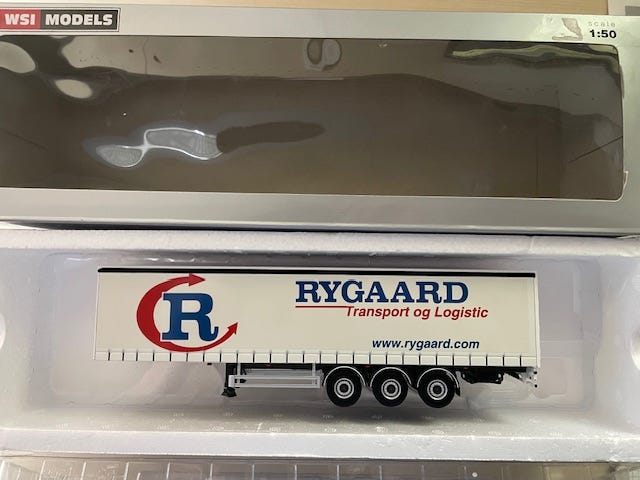 WSI MODELS
scale
1:50
R
RYGAARD
Transport og Logistic
www.rygaard.com